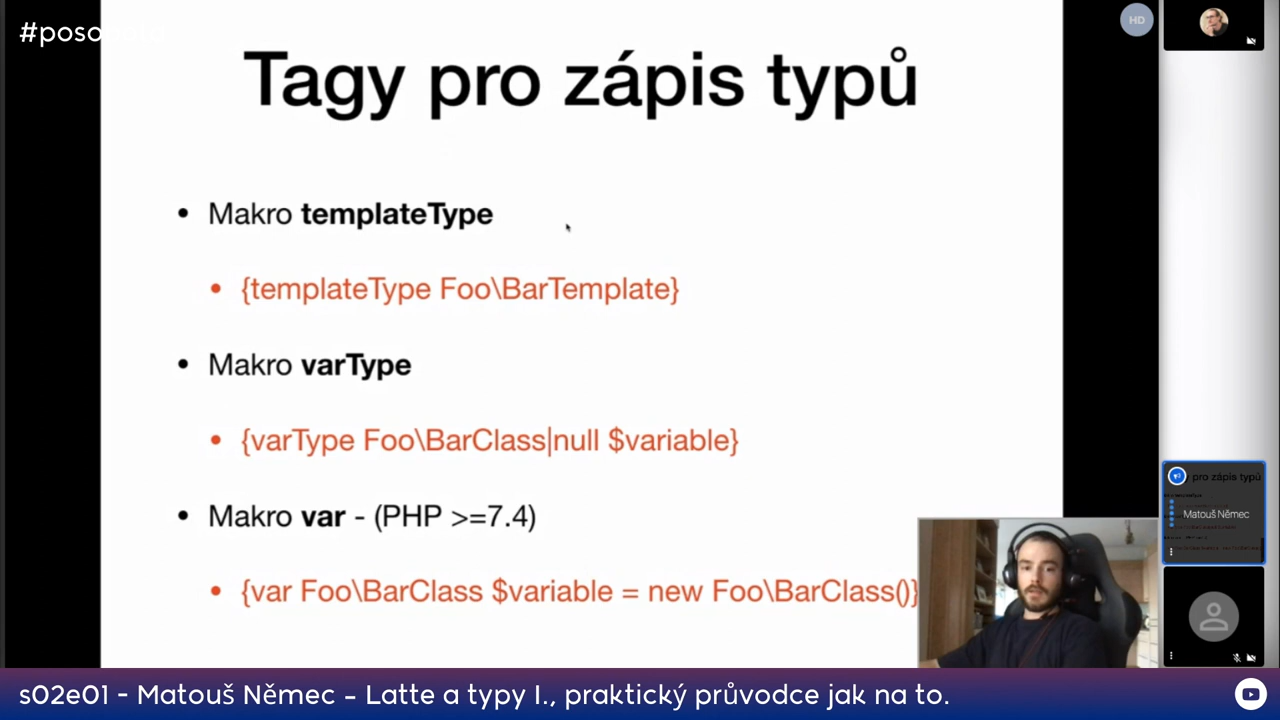 HD
Tagy pro zápis typů
• Makro templateType
• {templateType Foo\BarTemplate}
• Makro varType
• {varType Foo\BarClass|null $variable}
• Makro var - (PHP >=7.4)
• {var Foo\BarClass $variable = new Foo\BarClass()}
pro zápis typů
Matouš Němec
s02e01 - Matouš Němec - Latte a typy I., praktický průvodce jak na to.